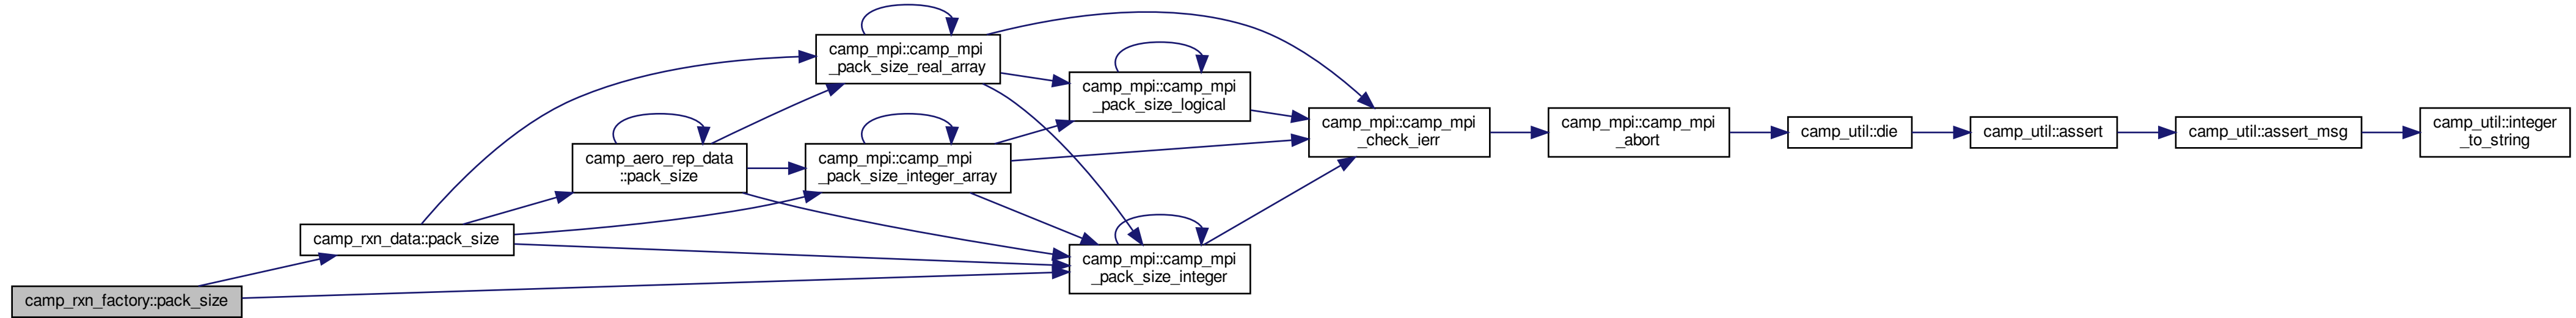 camp_mpi::camp_mpi
_pack_size_real_array
camp_mpi::camp_mpi
_pack_size_logical
camp_mpi::camp_mpi
_check_ierr
camp_mpi::camp_mpi
_abort
camp_util::die
camp_util::assert
camp_util::assert_msg
camp_util::integer
_to_string
camp_aero_rep_data
::pack_size
camp_mpi::camp_mpi
_pack_size_integer_array
camp_rxn_data::pack_size
camp_mpi::camp_mpi
_pack_size_integer
camp_rxn_factory::pack_size